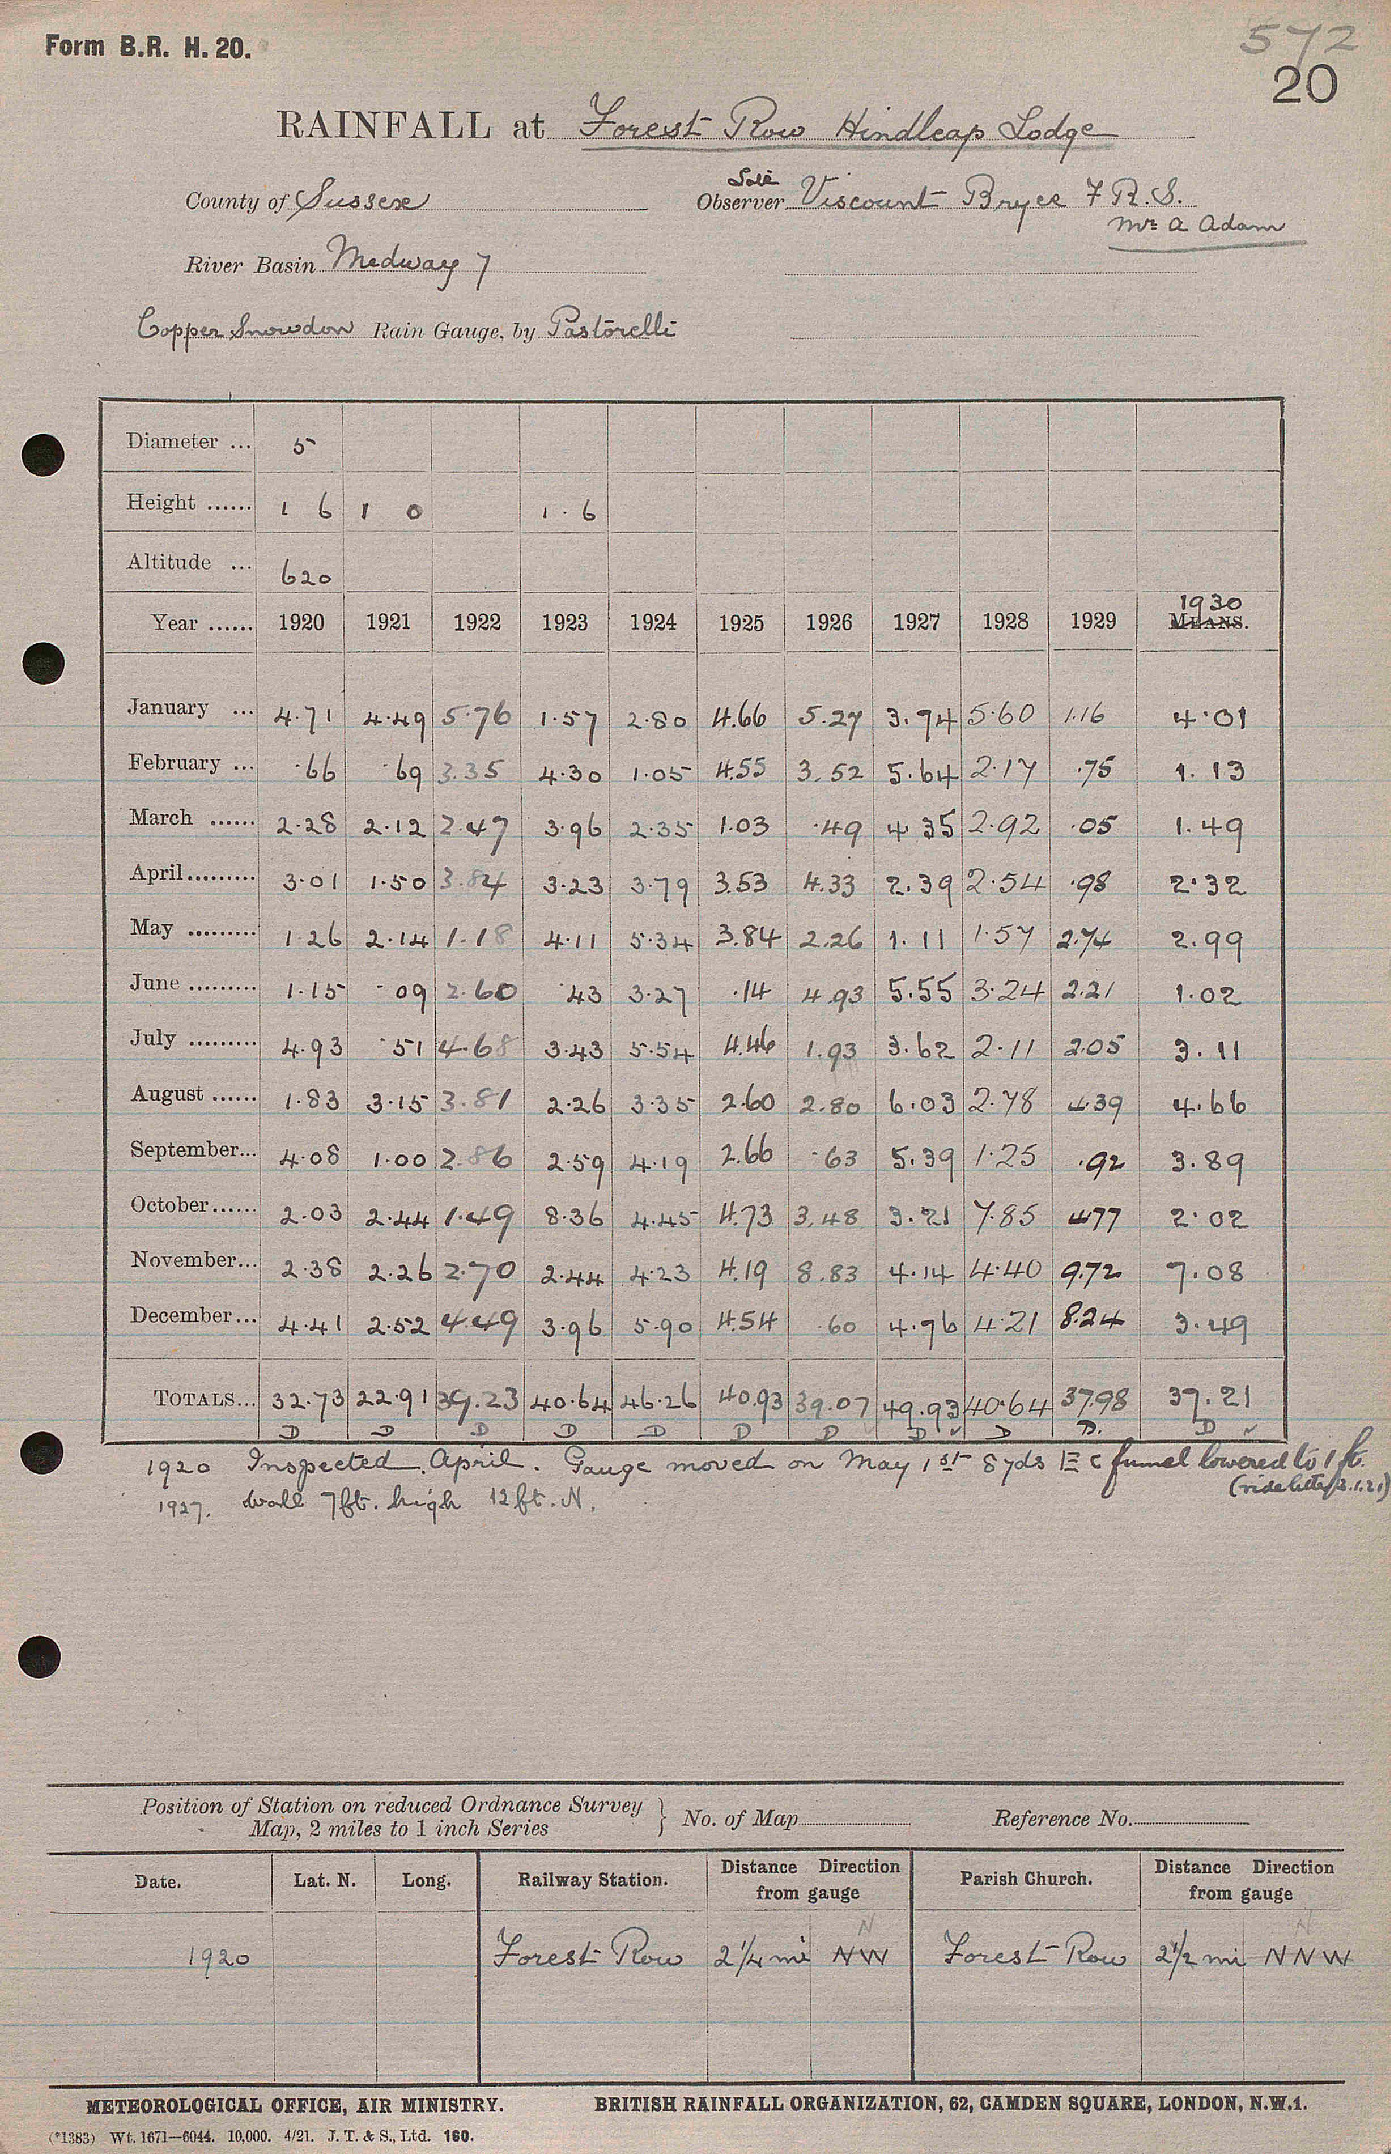 Form B.R. H. 20.
572
20
RAINFALL at Forest Row Hindleap Lodge
County of Sussex
Observer Viscount Bryce F R. S.
Mr A Adam
River Basin Medway 7
Copper Snowdon Rain Gauge, by Pastorelli
Diameter ... 5
Height ...... 1 6 1 0 1 . 6
Altitude ... 620
1930
Year ...... 1920 1921 1922 1923 1924 1925 1926 1927 1928 1929 MEANS.
January ... 4.71 4.49 5.76 1.57 2.80 4.66 5.27 3.74 5.60 1.16 4.01
February ... .66 .69 3.35 4.30 1.05 4.55 3.52 5.64 2.17 .75 1.13
March ...... 2.28 2.12 2.47 3.96 2.35 1.03 .49 4.35 2.92 .05 1.49
April......... 3.01 1.50 3.84 3.23 3.79 3.53 4.33 2.39 2.54 .98 2.32
May ......... 1.26 2.14 1.18 4.11 5.34 3.84 2.26 1.11 1.57 2.74 2.99
June ......... 1.15 .09 2.60 .43 3.27 .14 4.93 5.55 3.24 2.21 1.02
July ......... 4.93 .51 4.68 3.43 5.54 4.46 1.93 3.62 2.11 2.05 3.11
August ...... 1.83 3.15 3.81 2.26 3.35 2.60 2.80 6.03 2.78 4.39 4.66
September... 4.08 1.00 2.86 2.59 4.19 2.66 .63 5.39 1.25 .92 3.89
October...... 2.03 2.44 1.49 8.36 4.45 4.73 3.48 3.21 7.85 4.77 2.02
November... 2.38 2.26 2.70 2.44 4.23 4.19 8.83 4.14 4.40 9.72 7.08
December... 4.41 2.52 4.49 3.96 5.90 4.54 .60 4.76 4.21 8.24 3.49
TOTALS... 32.73 22.91 39.23 40.64 46.26 40.93 39.07 49.93 40.64 37.98 37.21
D D D D D D D D ✓ D D. D ✓
1920 Inspected April. Gauge moved on May 1st 8 yds E c funnel lowered to 1 ft.
(vide letter 3.1.21)
1927. Wall 7ft. high 12 ft. N.
Position of Station on reduced Ordnance Survey
Map, 2 miles to 1 inch Series
No. of Map
Reference No.
Date. Lat. N. Long. Railway Station. Distance Direction from gauge Parish Church. Distance Direction from gauge
N N
1920 Forest Row 2 1/4 mi NW Forest Row 2 1/2 mi NNW
METEOROLOGICAL OFFICE, AIR MINISTRY. BRITISH RAINFALL ORGANIZATION, 62, CAMDEN SQUARE, LONDON, N.W.1.
(*1383) Wt. 1671—6044. 10,000. 4/21. J. T. & S., Ltd. 160.